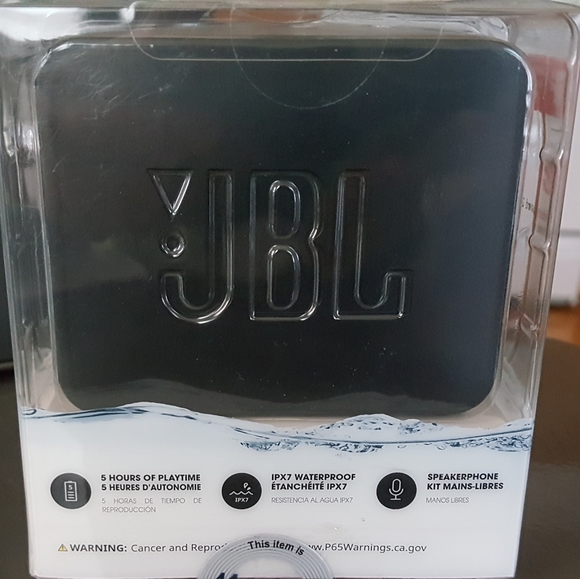 JBL
5 HOURS OF PLAYTIME
5 HEURES D'AUTONOMIE
5 HORAS DE TIEMPO DE
REPRODUCCIÓN
IPX7
IPX7 WATERPROOF
ÉTANCHÉITÉ IPX7
RESISTENCIA AL AGUA IPX7
SPEAKERPHONE
KIT MAINS-LIBRES
MANOS LIBRES
WARNING: Cancer and Reprod
This item is
www.P65Warnings.ca.gov